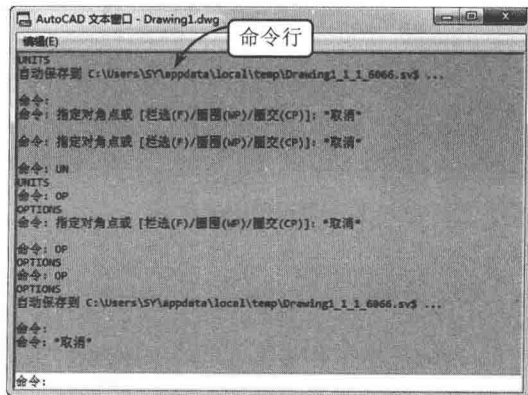 AutoCAD 文本窗口 - Drawing1.dwg
编辑(E)
命令行
UNITS
自动保存到 C:\Users\SY\appdata\local\temp\Drawing1_1_1_6066.sv$ ...
命令:
命令: 指定对角点或 [栏选(F)/圈围(WP)/圈交(CP)]: *取消*
命令: 指定对角点或 [栏选(F)/圈围(WP)/圈交(CP)]: *取消*
命令: UN
UNITS
命令: OP
OPTIONS
命令: 指定对角点或 [栏选(F)/圈围(WP)/圈交(CP)]: *取消*
命令: OP
OPTIONS
命令: OP
OPTIONS
自动保存到 C:\Users\SY\appdata\local\temp\Drawing1_1_1_6066.sv$ ...
命令:
命令: *取消*
命令: